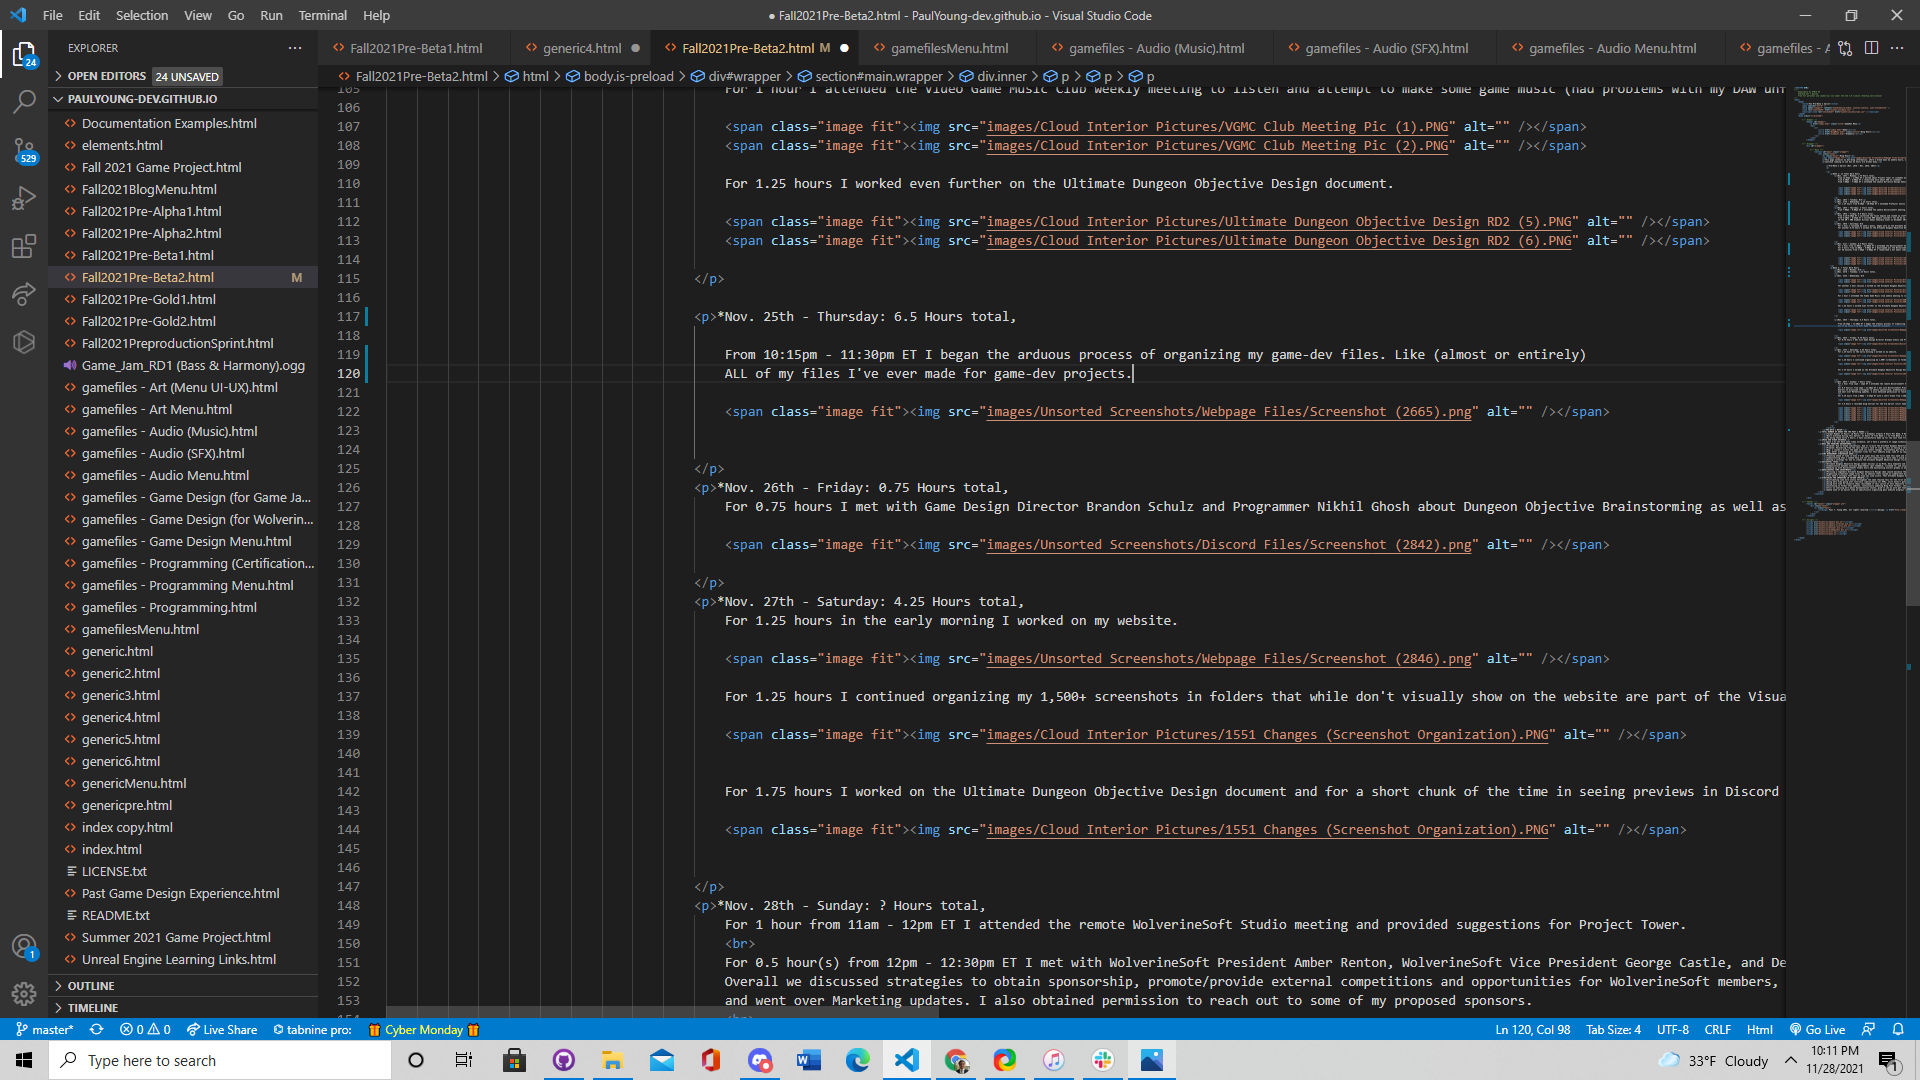 File Edit Selection View Go Run Terminal Help
● Fall2021Pre-Beta2.html - PaulYoung-dev.github.io - Visual Studio Code
EXPLORER
OPEN EDITORS 24 UNSAVED
PAULYOUNG-DEV.GITHUB.IO
Documentation Examples.html
elements.html
Fall 2021 Game Project.html
Fall2021BlogMenu.html
Fall2021Pre-Alpha1.html
Fall2021Pre-Alpha2.html
Fall2021Pre-Beta1.html
Fall2021Pre-Beta2.html M
Fall2021Pre-Gold1.html
Fall2021Pre-Gold2.html
Fall2021PreproductionSprint.html
Game_Jam_RD1 (Bass & Harmony).ogg
gamefiles - Art (Menu UI-UX).html
gamefiles - Art Menu.html
gamefiles - Audio (Music).html
gamefiles - Audio (SFX).html
gamefiles - Audio Menu.html
gamefiles - Game Design (for Game Ja...
gamefiles - Game Design (for Wolverin...
gamefiles - Game Design Menu.html
gamefiles - Programming (Certification...
gamefiles - Programming Menu.html
gamefiles - Programming.html
gamefilesMenu.html
generic.html
generic2.html
generic3.html
generic4.html
generic5.html
generic6.html
genericMenu.html
genericpre.html
index copy.html
index.html
LICENSE.txt
Past Game Design Experience.html
README.txt
Summer 2021 Game Project.html
Unreal Engine Learning Links.html
OUTLINE
TIMELINE
24
529
1
Fall2021Pre-Beta1.html generic4.html Fall2021Pre-Beta2.html M gamefilesMenu.html gamefiles - Audio (Music).html gamefiles - Audio (SFX).html gamefiles - Audio Menu.html gamefiles - A
Fall2021Pre-Beta2.html > html > body.is-preload > div#wrapper > section#main.wrapper > div.inner > p > p > p
105 For 1 hour I attended the Video Game Music Club weekly meeting to listen and attempt to make some game music (had problems with my DAW unt
106
107 <span class="image fit"><img src="images/Cloud Interior Pictures/VGMC Club Meeting Pic (1).PNG" alt="" /></span>
108 <span class="image fit"><img src="images/Cloud Interior Pictures/VGMC Club Meeting Pic (2).PNG" alt="" /></span>
109
110 For 1.25 hours I worked even further on the Ultimate Dungeon Objective Design document.
111
112 <span class="image fit"><img src="images/Cloud Interior Pictures/Ultimate Dungeon Objective Design RD2 (5).PNG" alt="" /></span>
113 <span class="image fit"><img src="images/Cloud Interior Pictures/Ultimate Dungeon Objective Design RD2 (6).PNG" alt="" /></span>
114
115 </p>
116
117 <p>*Nov. 25th - Thursday: 6.5 Hours total,
118
119 From 10:15pm - 11:30pm ET I began the arduous process of organizing my game-dev files. Like (almost or entirely)
120 ALL of my files I've ever made for game-dev projects.
121
122 <span class="image fit"><img src="images/Unsorted Screenshots/Webpage Files/Screenshot (2665).png" alt="" /></span>
123
124
125 </p>
126 <p>*Nov. 26th - Friday: 0.75 Hours total,
127 For 0.75 hours I met with Game Design Director Brandon Schulz and Programmer Nikhil Ghosh about Dungeon Objective Brainstorming as well as
128
129 <span class="image fit"><img src="images/Unsorted Screenshots/Discord Files/Screenshot (2842).png" alt="" /></span>
130
131 </p>
132 <p>*Nov. 27th - Saturday: 4.25 Hours total,
133 For 1.25 hours in the early morning I worked on my website.
134
135 <span class="image fit"><img src="images/Unsorted Screenshots/Webpage Files/Screenshot (2846).png" alt="" /></span>
136
137 For 1.25 hours I continued organizing my 1,500+ screenshots in folders that while don't visually show on the website are part of the Visua
138
139 <span class="image fit"><img src="images/Cloud Interior Pictures/1551 Changes (Screenshot Organization).PNG" alt="" /></span>
140
141
142 For 1.75 hours I worked on the Ultimate Dungeon Objective Design document and for a short chunk of the time in seeing previews in Discord
143
144 <span class="image fit"><img src="images/Cloud Interior Pictures/1551 Changes (Screenshot Organization).PNG" alt="" /></span>
145
146
147 </p>
148 <p>*Nov. 28th - Sunday: ? Hours total,
149 For 1 hour from 11am - 12pm ET I attended the remote WolverineSoft Studio meeting and provided suggestions for Project Tower.
150 <br>
151 For 0.5 hour(s) from 12pm - 12:30pm ET I met with WolverineSoft President Amber Renton, WolverineSoft Vice President George Castle, and De
152 Overall we discussed strategies to obtain sponsorship, promote/provide external competitions and opportunities for WolverineSoft members,
153 and went over Marketing updates. I also obtained permission to reach out to some of my proposed sponsors.
154 <br>
master* 0 0 Live Share tabnine pro: Cyber Monday
Ln 120, Col 98 Tab Size: 4 UTF-8 CRLF Html Go Live
Type here to search
33°F Cloudy
10:11 PM
11/28/2021
1